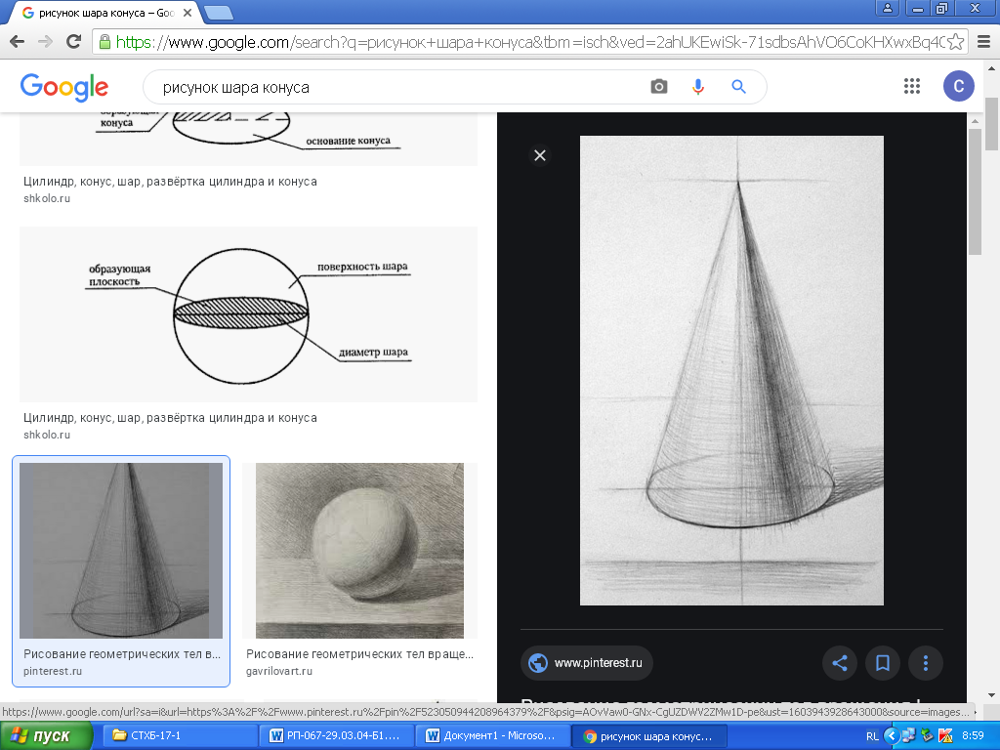 рисунок шара конуса – Goo
https://www.google.com/search?q=рисунок+шара+конуса&tbm=isch&ved=2ahUKEwiSk-71sdbsAhVO6CoKHXwxBq4Q
Google
рисунок шара конуса
C
конуса
основание конуса
Цилиндр, конус, шар, развёртка цилиндра и конуса
shkolo.ru
образующая
плоскость
поверхность шара
диаметр шара
Цилиндр, конус, шар, развёртка цилиндра и конуса
shkolo.ru
Рисование геометрических тел в...
pinterest.ru
Рисование геометрических тел враще...
gavrilovart.ru
www.pinterest.ru
https://www.google.com/url?sa=i&url=https%3A%2F%2Fwww.pinterest.ru%2Fpin%2F523050944208964379%2F&psig=AOvVaw0-GNx-CgUZDWV2ZMw1D-pe&ust=1603943928643000&source=images...
пуск
СТХБ-17-1
РП-067-29.03.04-Б1....
Документ1 - Microso...
рисунок шара конус...
RL
8:59